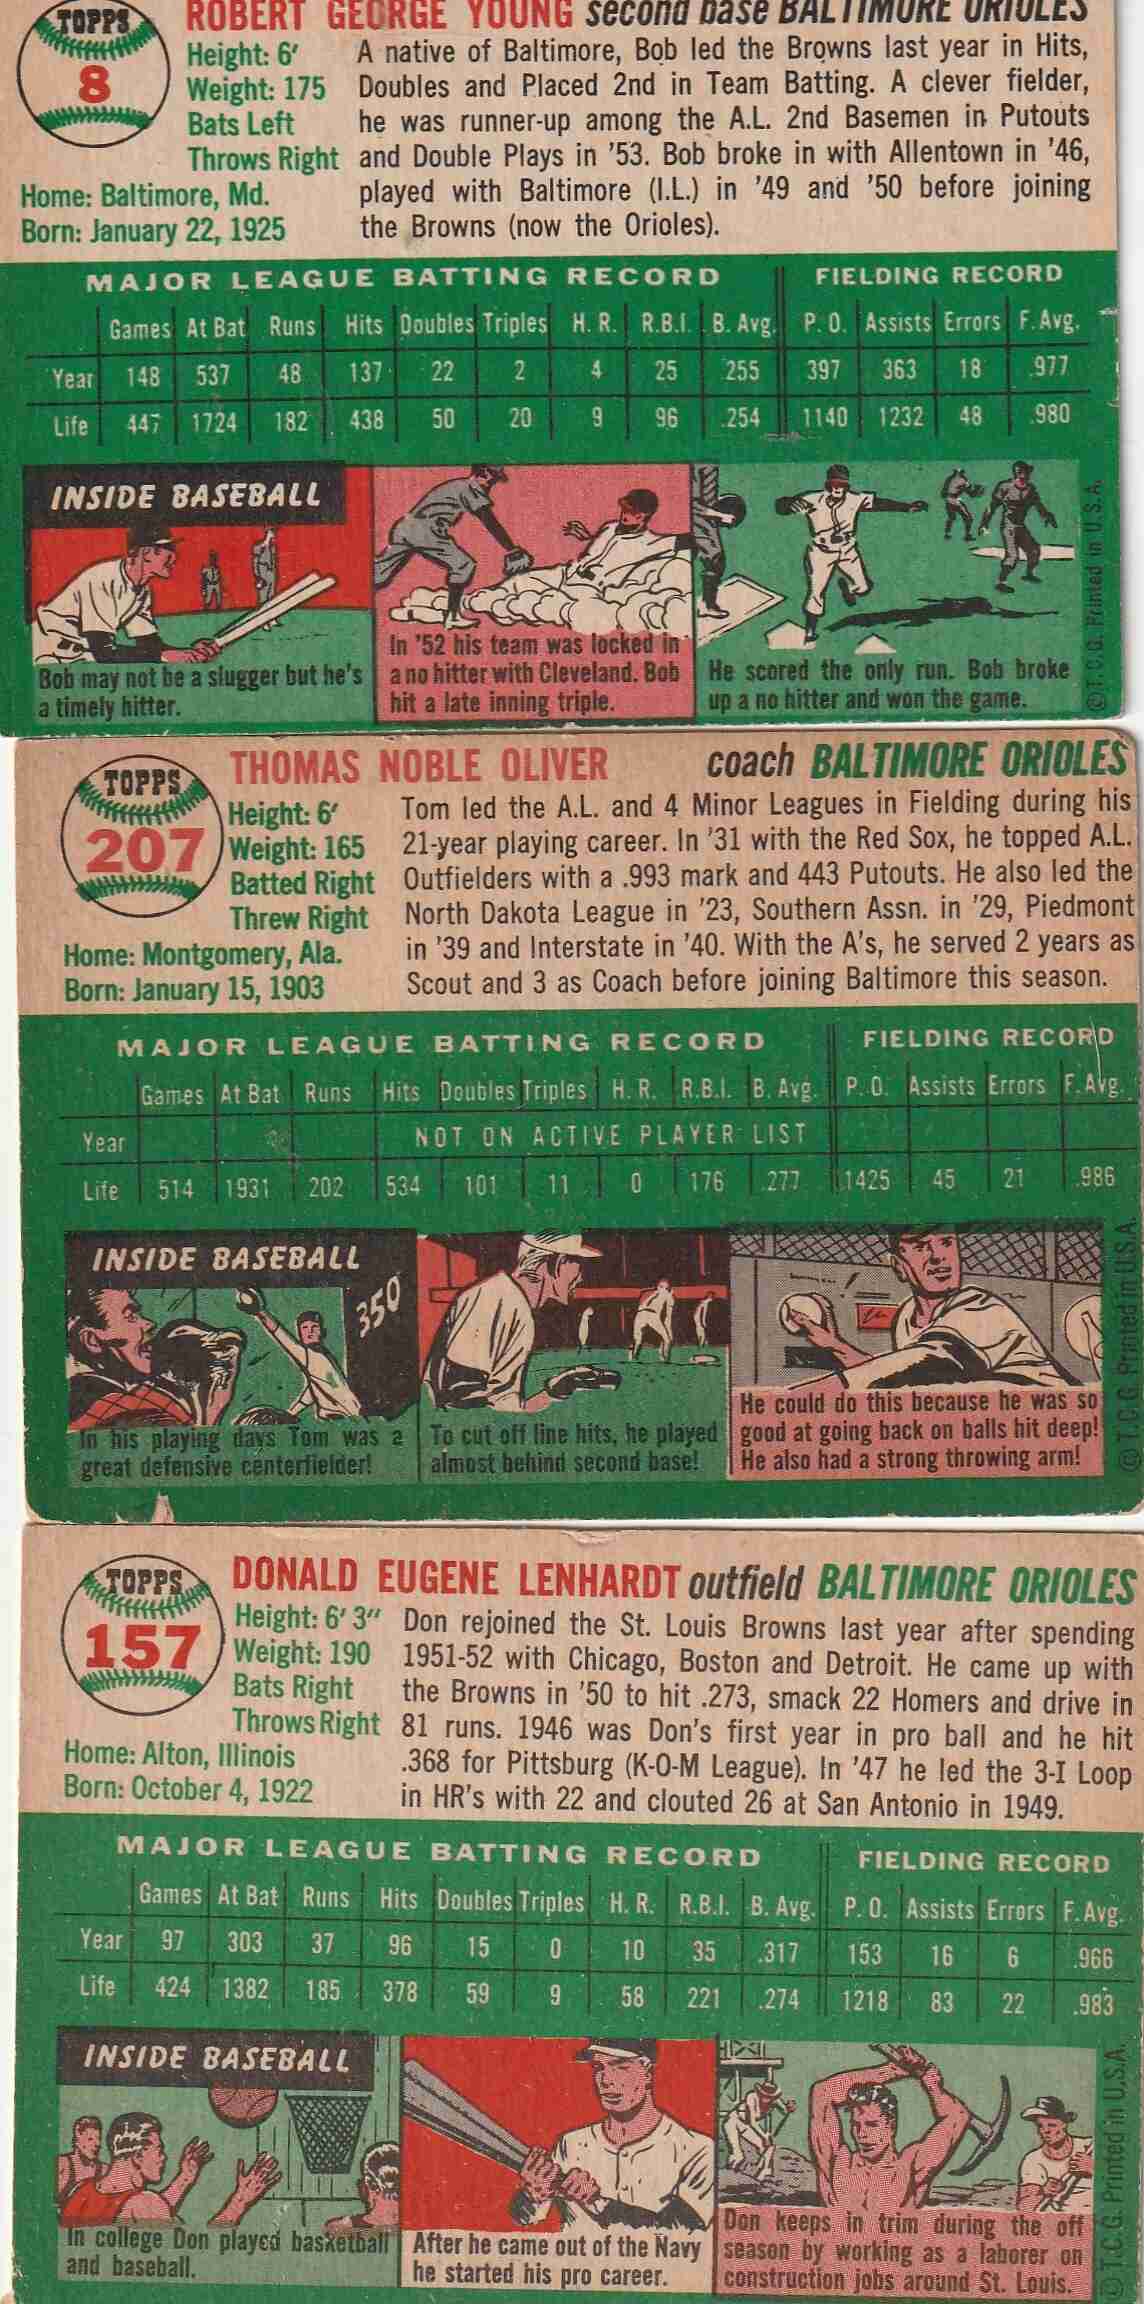 TOPPS
8
ROBERT GEORGE YOUNG second base BALTIMORE ORIOLES
Height: 6'
Weight: 175
Bats Left
Throws Right
Home: Baltimore, Md.
Born: January 22, 1925
A native of Baltimore, Bob led the Browns last year in Hits,
Doubles and Placed 2nd in Team Batting. A clever fielder,
he was runner-up among the A.L. 2nd Basemen in Putouts
and Double Plays in '53. Bob broke in with Allentown in '46,
played with Baltimore (I.L.) in '49 and '50 before joining
the Browns (now the Orioles).
MAJOR LEAGUE BATTING RECORD FIELDING RECORD
Games At Bat Runs Hits Doubles Triples H. R. R.B.I. B. Avg. P. O. Assists Errors F. Avg.
Year 148 537 48 137 22 2 4 25 .255 397 363 18 .977
Life 447 1724 182 438 50 20 9 96 .254 1140 1232 48 .980
INSIDE BASEBALL
Bob may not be a slugger but he's
a timely hitter.
In '52 his team was locked in
a no hitter with Cleveland. Bob
hit a late inning triple.
He scored the only run. Bob broke
up a no hitter and won the game.
© T.C.G. Printed in U.S.A.
TOPPS
207
THOMAS NOBLE OLIVER coach BALTIMORE ORIOLES
Height: 6'
Weight: 165
Batted Right
Threw Right
Home: Montgomery, Ala.
Born: January 15, 1903
Tom led the A.L. and 4 Minor Leagues in Fielding during his
21-year playing career. In '31 with the Red Sox, he topped A.L.
Outfielders with a .993 mark and 443 Putouts. He also led the
North Dakota League in '23, Southern Assn. in '29, Piedmont
in '39 and Interstate in '40. With the A's, he served 2 years as
Scout and 3 as Coach before joining Baltimore this season.
MAJOR LEAGUE BATTING RECORD FIELDING RECORD
Games At Bat Runs Hits Doubles Triples H. R. R.B.I. B. Avg. P. O. Assists Errors F. Avg.
Year NOT ON ACTIVE PLAYER LIST
Life 514 1931 202 534 101 11 0 176 .277 1425 45 21 .986
INSIDE BASEBALL
350
In his playing days Tom was a
great defensive centerfielder!
To cut off line hits, he played
almost behind second base!
He could do this because he was so
good at going back on balls hit deep!
He also had a strong throwing arm!
© T.C.G. Printed in U.S.A.
TOPPS
157
DONALD EUGENE LENHARDT outfield BALTIMORE ORIOLES
Height: 6' 3"
Weight: 190
Bats Right
Throws Right
Home: Alton, Illinois
Born: October 4, 1922
Don rejoined the St. Louis Browns last year after spending
1951-52 with Chicago, Boston and Detroit. He came up with
the Browns in '50 to hit .273, smack 22 Homers and drive in
81 runs. 1946 was Don's first year in pro ball and he hit
.368 for Pittsburg (K-O-M League). In '47 he led the 3-I Loop
in HR's with 22 and clouted 26 at San Antonio in 1949.
MAJOR LEAGUE BATTING RECORD FIELDING RECORD
Games At Bat Runs Hits Doubles Triples H. R. R.B.I. B. Avg. P. O. Assists Errors F. Avg.
Year 97 303 37 96 15 0 10 35 .317 153 16 6 .966
Life 424 1382 185 378 59 9 58 221 .274 1218 83 22 .983
INSIDE BASEBALL
In college Don played basketball
and baseball.
After he came out of the Navy
he started his pro career.
Don keeps in trim during the off
season by working as a laborer on
construction jobs around St. Louis.
© T.C.G. Printed in U.S.A.